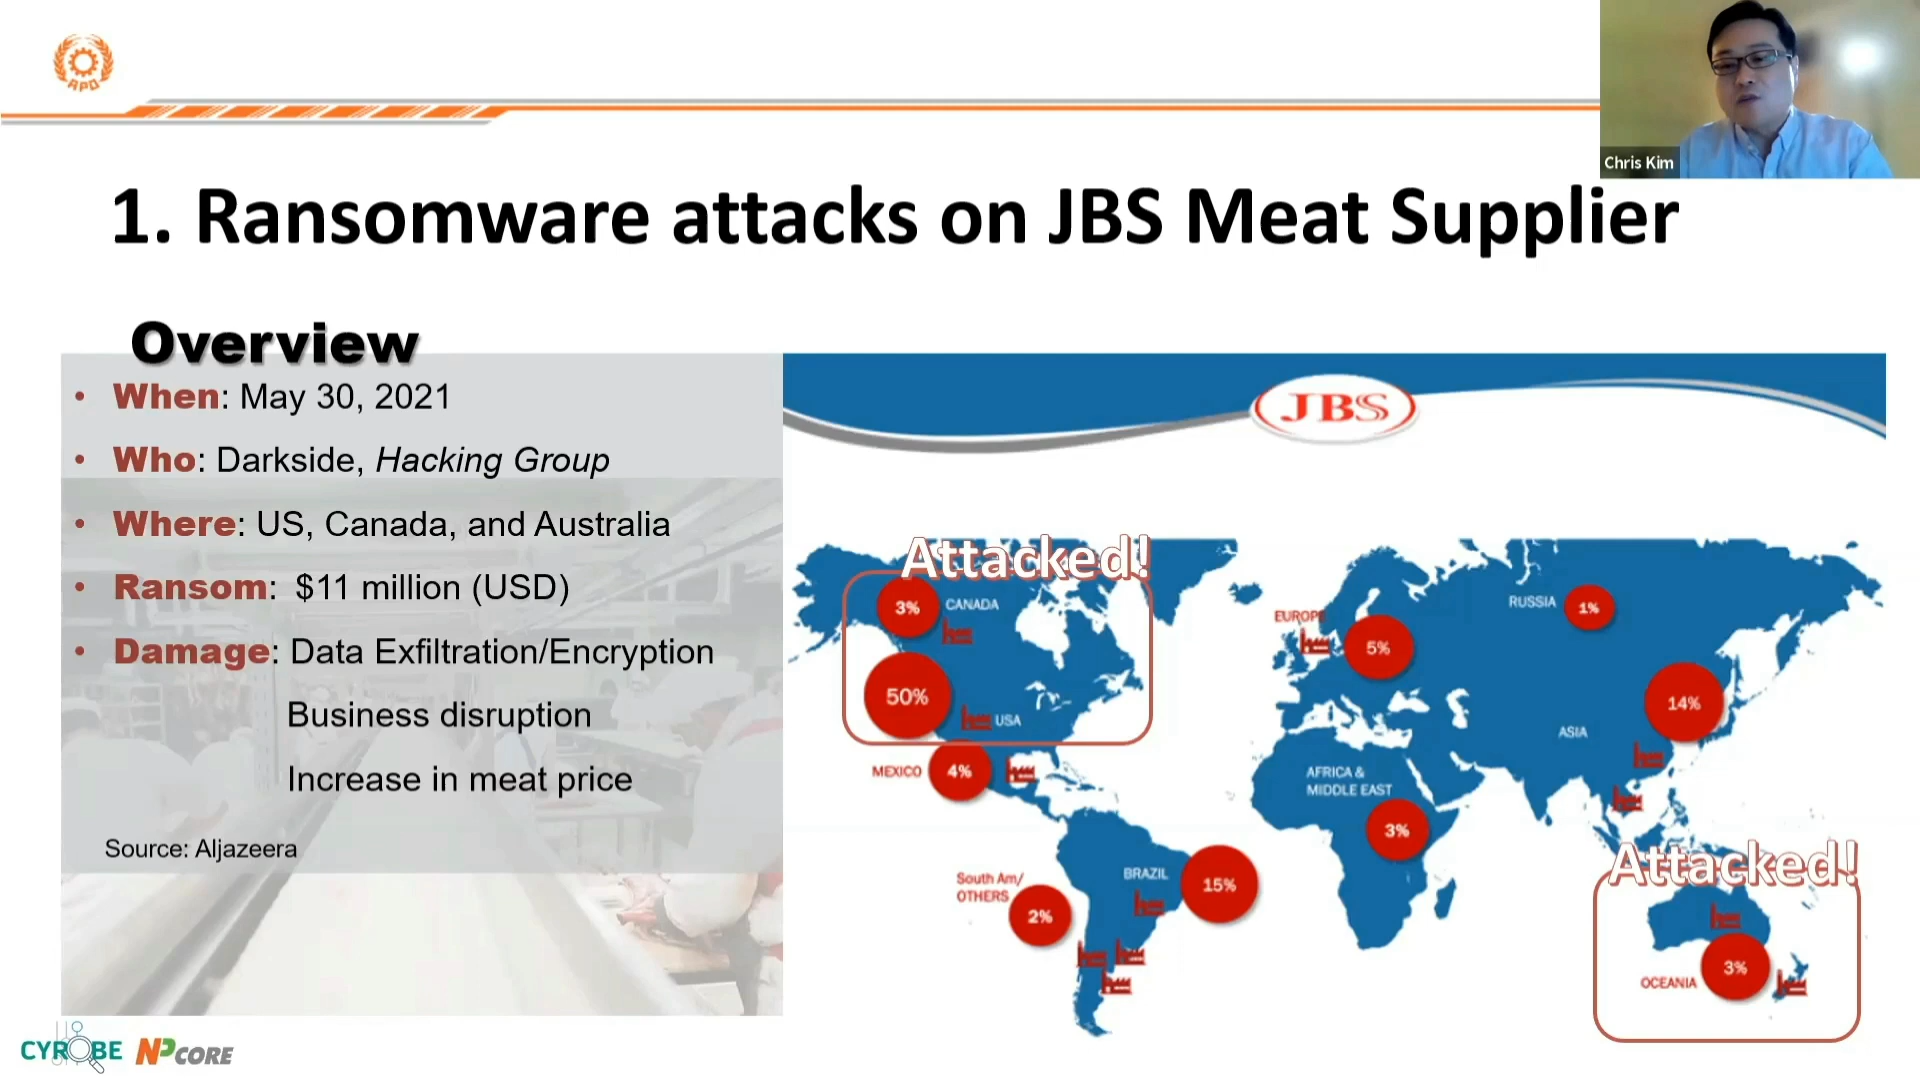 APO
Chris Kim
1. Ransomware attacks on JBS Meat Supplier
Overview
• When: May 30, 2021
• Who: Darkside, Hacking Group
• Where: US, Canada, and Australia
• Ransom: $11 million (USD)
• Damage: Data Exfiltration/Encryption
Business disruption
Increase in meat price
Source: Aljazeera
JBS
Attacked!
3% CANADA
50%
USA
MEXICO 4%
South Am/
OTHERS
2%
BRAZIL
15%
EUROPE
5%
RUSSIA 1%
14%
ASIA
AFRICA &
MIDDLE EAST
3%
Attacked!
OCEANIA 3%
CYROBE NPCORE